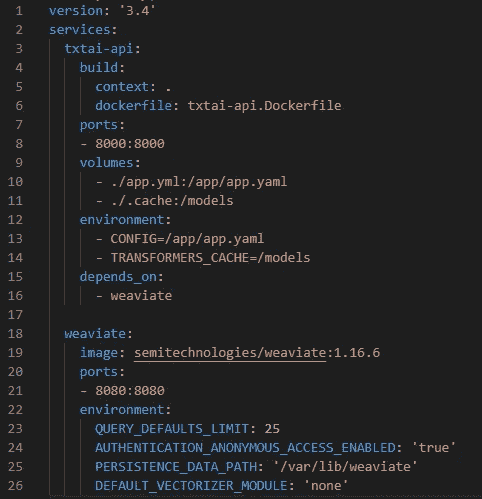 1 version: '3.4'
2 services:
3   txtai-api:
4     build:
5       context: .
6       dockerfile: txtai-api.Dockerfile
7     ports:
8     - 8000:8000
9     volumes:
10       - ./app.yml:/app/app.yaml
11       - ./.cache:/models
12     environment:
13       - CONFIG=/app/app.yaml
14       - TRANSFORMERS_CACHE=/models
15     depends_on:
16       - weaviate
17
18   weaviate:
19     image: semitechnologies/weaviate:1.16.6
20     ports:
21     - 8080:8080
22     environment:
23       QUERY_DEFAULTS_LIMIT: 25
24       AUTHENTICATION_ANONYMOUS_ACCESS_ENABLED: 'true'
25       PERSISTENCE_DATA_PATH: '/var/lib/weaviate'
26       DEFAULT_VECTORIZER_MODULE: 'none'